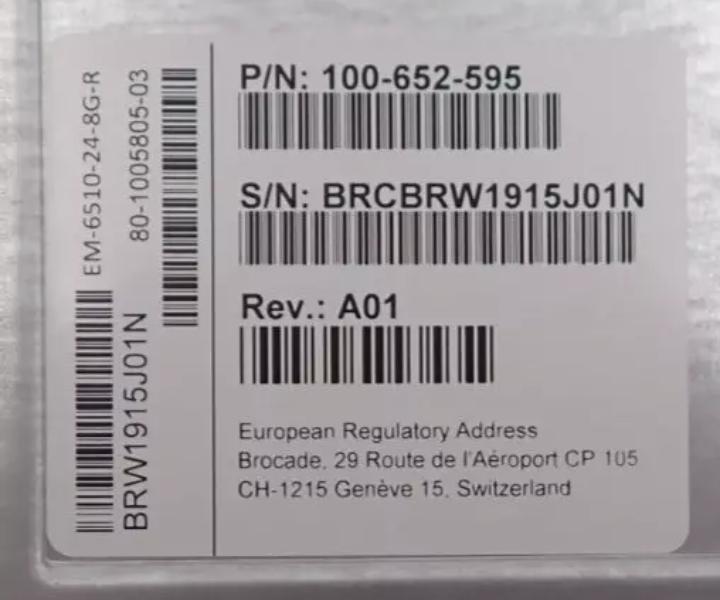 EM-6510-24-8G-R
BRW1915J01N
80-1005805-03
P/N: 100-652-595
S/N: BRCBRW1915J01N
Rev.: A01
European Regulatory Address
Brocade, 29 Route de l'Aéroport CP 105
CH-1215 Genève 15, Switzerland